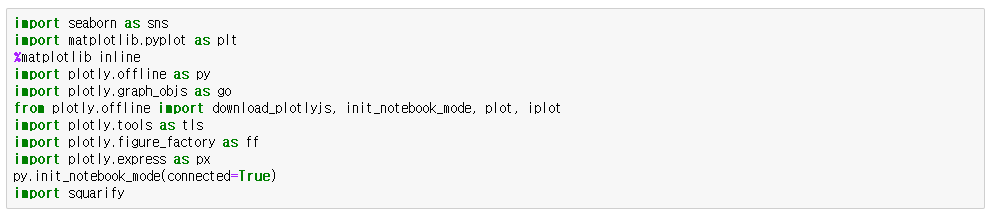 import seaborn as sns
import matplotlib.pyplot as plt
%matplotlib inline
import plotly.offline as py
import plotly.graph_objs as go
from plotly.offline import download_plotlyjs, init_notebook_mode, plot, iplot
import plotly.tools as tls
import plotly.figure_factory as ff
import plotly.express as px
py.init_notebook_mode(connected=True)
import squarify